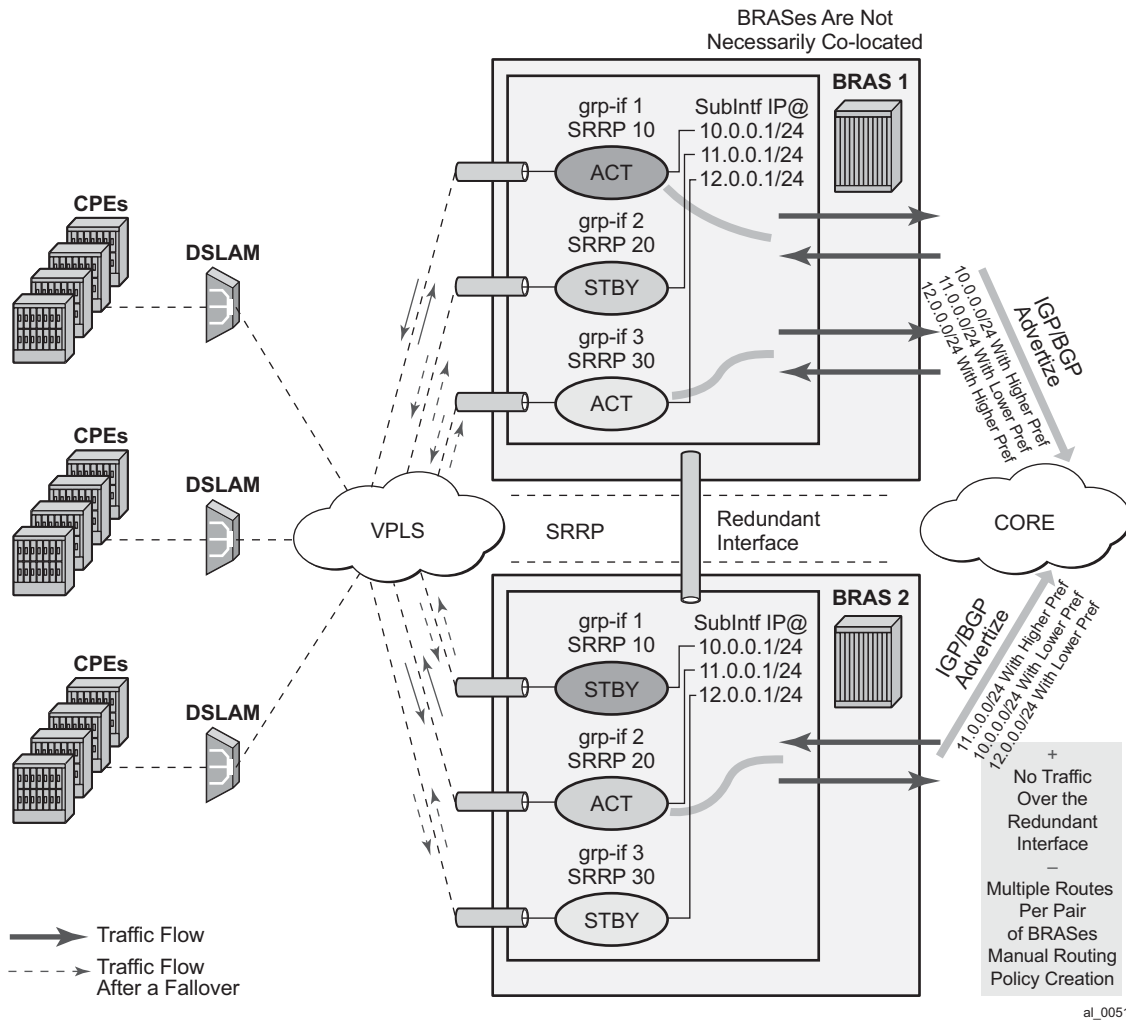 BRASes Are Not
Necessarily Co-located
BRAS 1
grp-if 1
SRRP 10
ACT
SubIntf IP@
10.0.0.1/24
11.0.0.1/24
12.0.0.1/24
grp-if 2
SRRP 20
STBY
grp-if 3
SRRP 30
ACT
CPEs
DSLAM
CPEs
DSLAM
CPEs
DSLAM
VPLS
SRRP
Redundant
Interface
IGP/BGP
Advertize
10.0.0.0/24 With Higher Pref
11.0.0.0/24 With Lower Pref
12.0.0.0/24 With Higher Pref
CORE
BRAS 2
grp-if 1
SRRP 10
STBY
SubIntf IP@
10.0.0.1/24
11.0.0.1/24
12.0.0.1/24
grp-if 2
SRRP 20
ACT
grp-if 3
SRRP 30
STBY
IGP/BGP
Advertize
11.0.0.0/24 With Higher Pref
10.0.0.0/24 With Lower Pref
12.0.0.0/24 With Lower Pref
+
No Traffic
Over the
Redundant
Interface
–
Multiple Routes
Per Pair
of BRASes
Manual Routing
Policy Creation
Traffic Flow
Traffic Flow
After a Fallover
al_0051